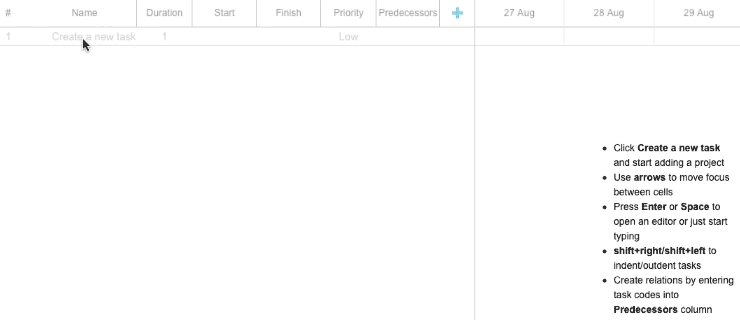 # Name Duration Start Finish Priority Predecessors 27 Aug 28 Aug 29 Aug
1 Create a new task 1 Low
• Click Create a new task
and start adding a project
• Use arrows to move focus
between cells
• Press Enter or Space to
open an editor or just start
typing
• shift+right/shift+left to
indent/outdent tasks
• Create relations by entering
task codes into
Predecessors column